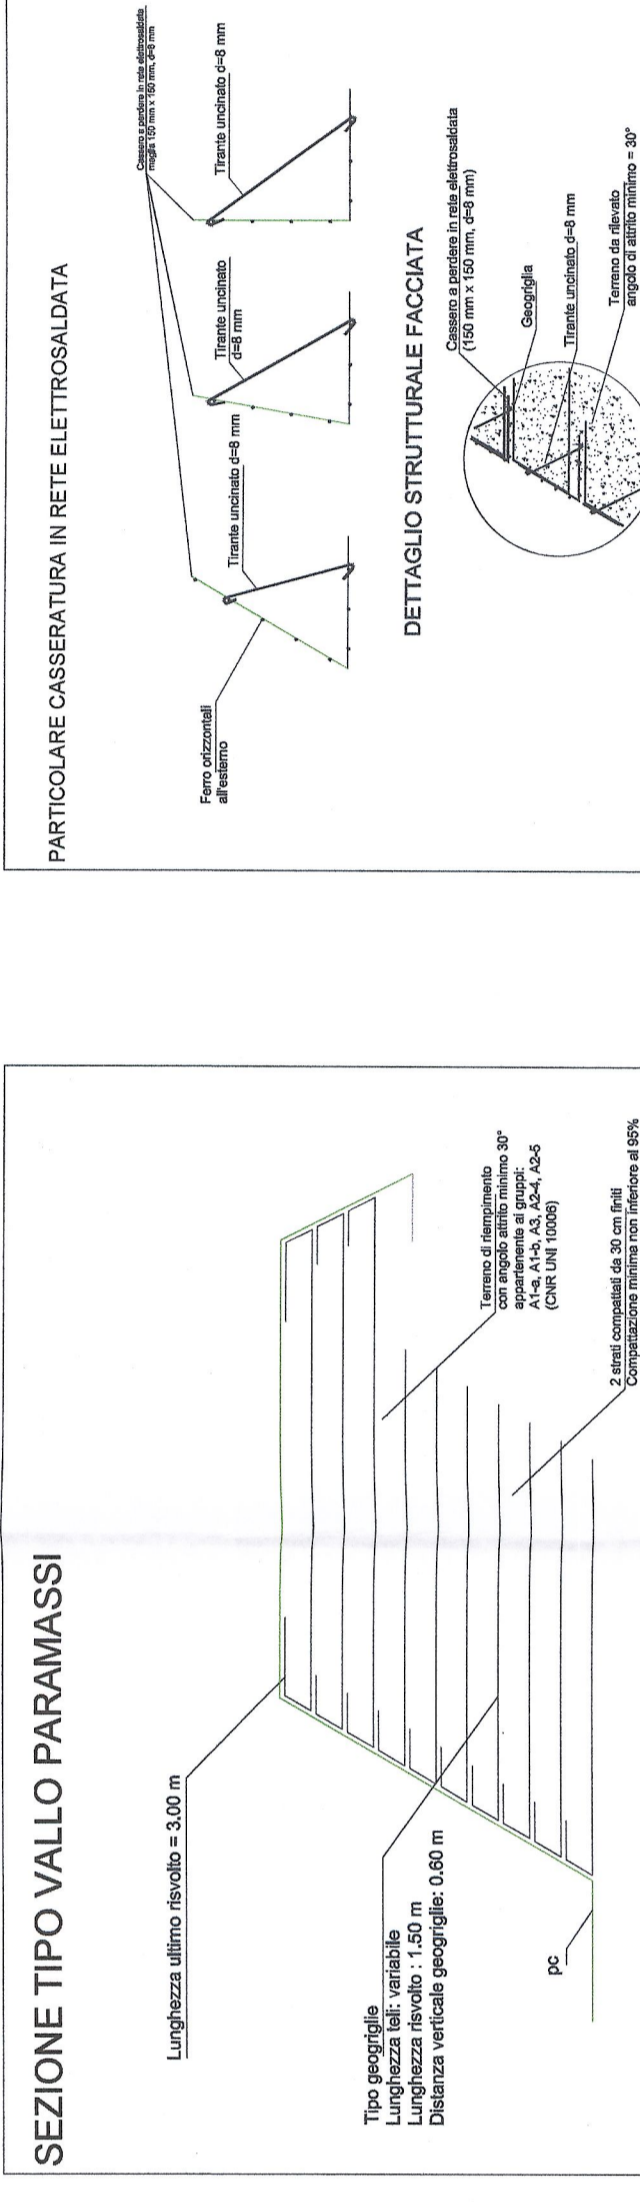 SEZIONE TIPO VALLO PARAMASSI
Lunghezza ultimo risvolto = 3.00 m
Tipo geogriglie
Lunghezza teli: variabile
Lunghezza risvolto : 1.50 m
Distanza verticale geogriglie: 0.60 m
pc
Terreno di riempimento
con angolo attrito minimo 30°
appartenente ai gruppi:
A1-a, A1-b, A3, A2-4, A2-5
(CNR UNI 10006)
2 strati compattati da 30 cm finiti
Compattazione minima non inferiore al 95%
PARTICOLARE CASSERATURA IN RETE ELETTROSALDATA
Cassero a perdere in rete elettrosaldata
maglia 150 mm x 150 mm, d=8 mm
Ferro orizzontali
all'esterno
Tirante uncinato d=8 mm
Tirante uncinato
d=8 mm
Tirante uncinato d=8 mm
DETTAGLIO STRUTTURALE FACCIATA
Cassero a perdere in rete elettrosaldata
(150 mm x 150 mm, d=8 mm)
Geogriglia
Tirante uncinato d=8 mm
Terreno da rilevato
angolo di attrito minimo = 30°